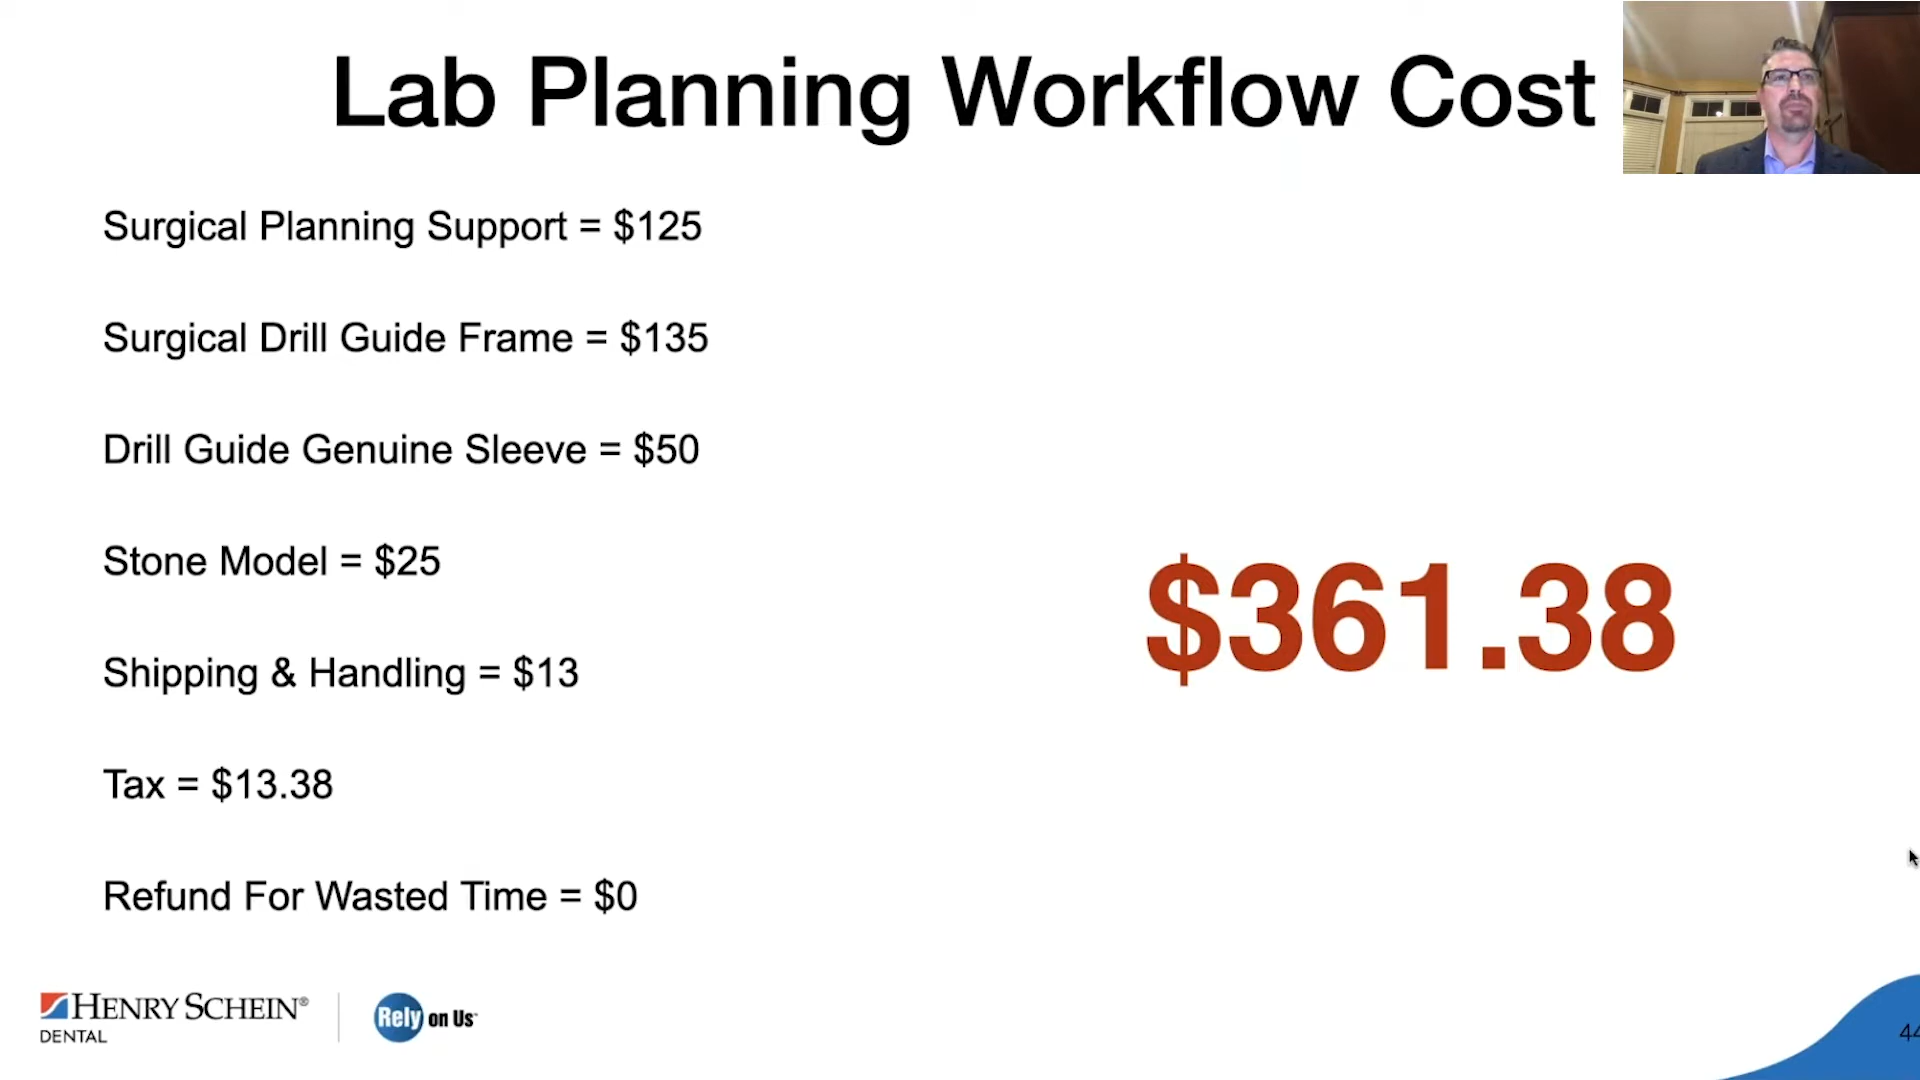 Lab Planning Workflow Cost
Surgical Planning Support = $125
Surgical Drill Guide Frame = $135
Drill Guide Genuine Sleeve = $50
Stone Model = $25
$361.38
Shipping & Handling = $13
Tax = $13.38
Refund For Wasted Time = $0
HENRY SCHEIN®
DENTAL
Rely on Us™
44